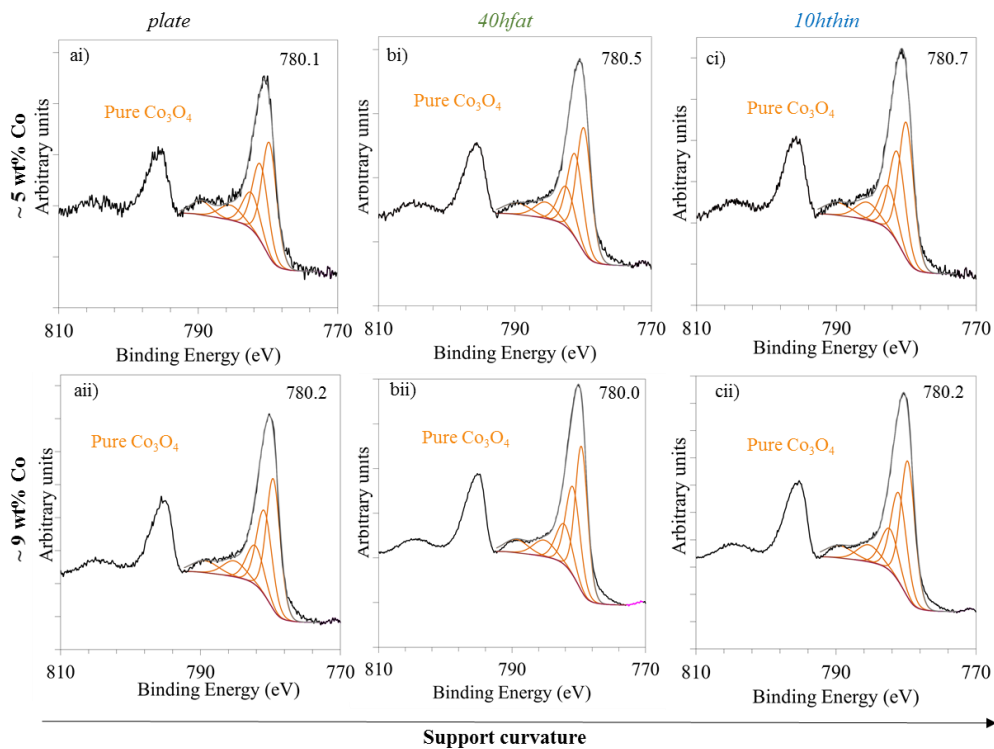 plate
40hfat
10hthin
~ 5 wt% Co
Arbitrary units
ai)
780.1
Pure Co₃O₄
810
790
770
Binding Energy (eV)
Arbitrary units
bi)
780.5
Pure Co₃O₄
810
790
770
Binding Energy (eV)
Arbitrary units
ci)
780.7
Pure Co₃O₄
810
790
770
Binding Energy (eV)
~ 9 wt% Co
Arbitrary units
aii)
780.2
Pure Co₃O₄
810
790
770
Binding Energy (eV)
Arbitrary units
bii)
780.0
Pure Co₃O₄
810
790
770
Binding Energy (eV)
Arbitrary units
cii)
780.2
Pure Co₃O₄
810
790
770
Binding Energy (eV)
Support curvature